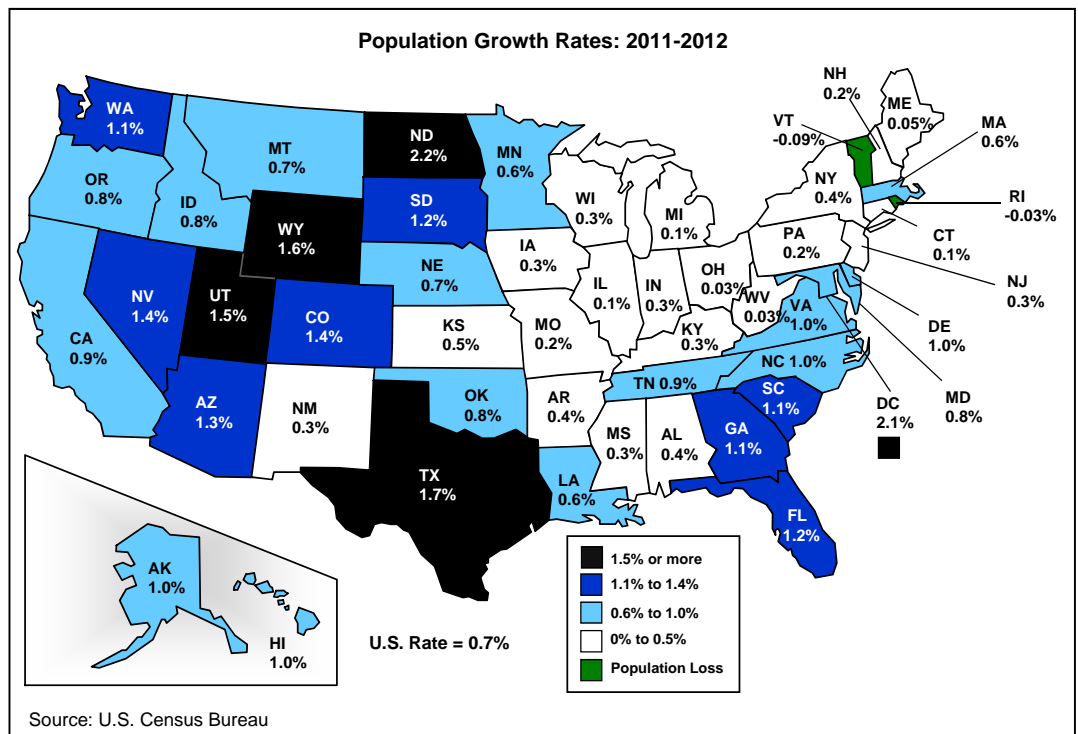 Population Growth Rates: 2011-2012
WA
1.1%
OR
0.8%
CA
0.9%
NV
1.4%
ID
0.8%
MT
0.7%
WY
1.6%
UT
1.5%
AZ
1.3%
CO
1.4%
NM
0.3%
ND
2.2%
SD
1.2%
NE
0.7%
KS
0.5%
OK
0.8%
TX
1.7%
MN
0.6%
IA
0.3%
MO
0.2%
AR
0.4%
LA
0.6%
WI
0.3%
IL
0.1%
MI
0.1%
IN
0.3%
OH
0.03%
KY
0.3%
TN 0.9%
MS
0.3%
AL
0.4%
GA
1.1%
FL
1.2%
SC
1.1%
NC 1.0%
VA
1.0%
WV
0.03%
PA
0.2%
NY
0.4%
VT
-0.09%
NH
0.2%
ME
0.05%
MA
0.6%
RI
-0.03%
CT
0.1%
NJ
0.3%
DE
1.0%
MD
0.8%
DC
2.1%
AK
1.0%
HI
1.0%
U.S. Rate = 0.7%
1.5% or more
1.1% to 1.4%
0.6% to 1.0%
0% to 0.5%
Population Loss
Source: U.S. Census Bureau